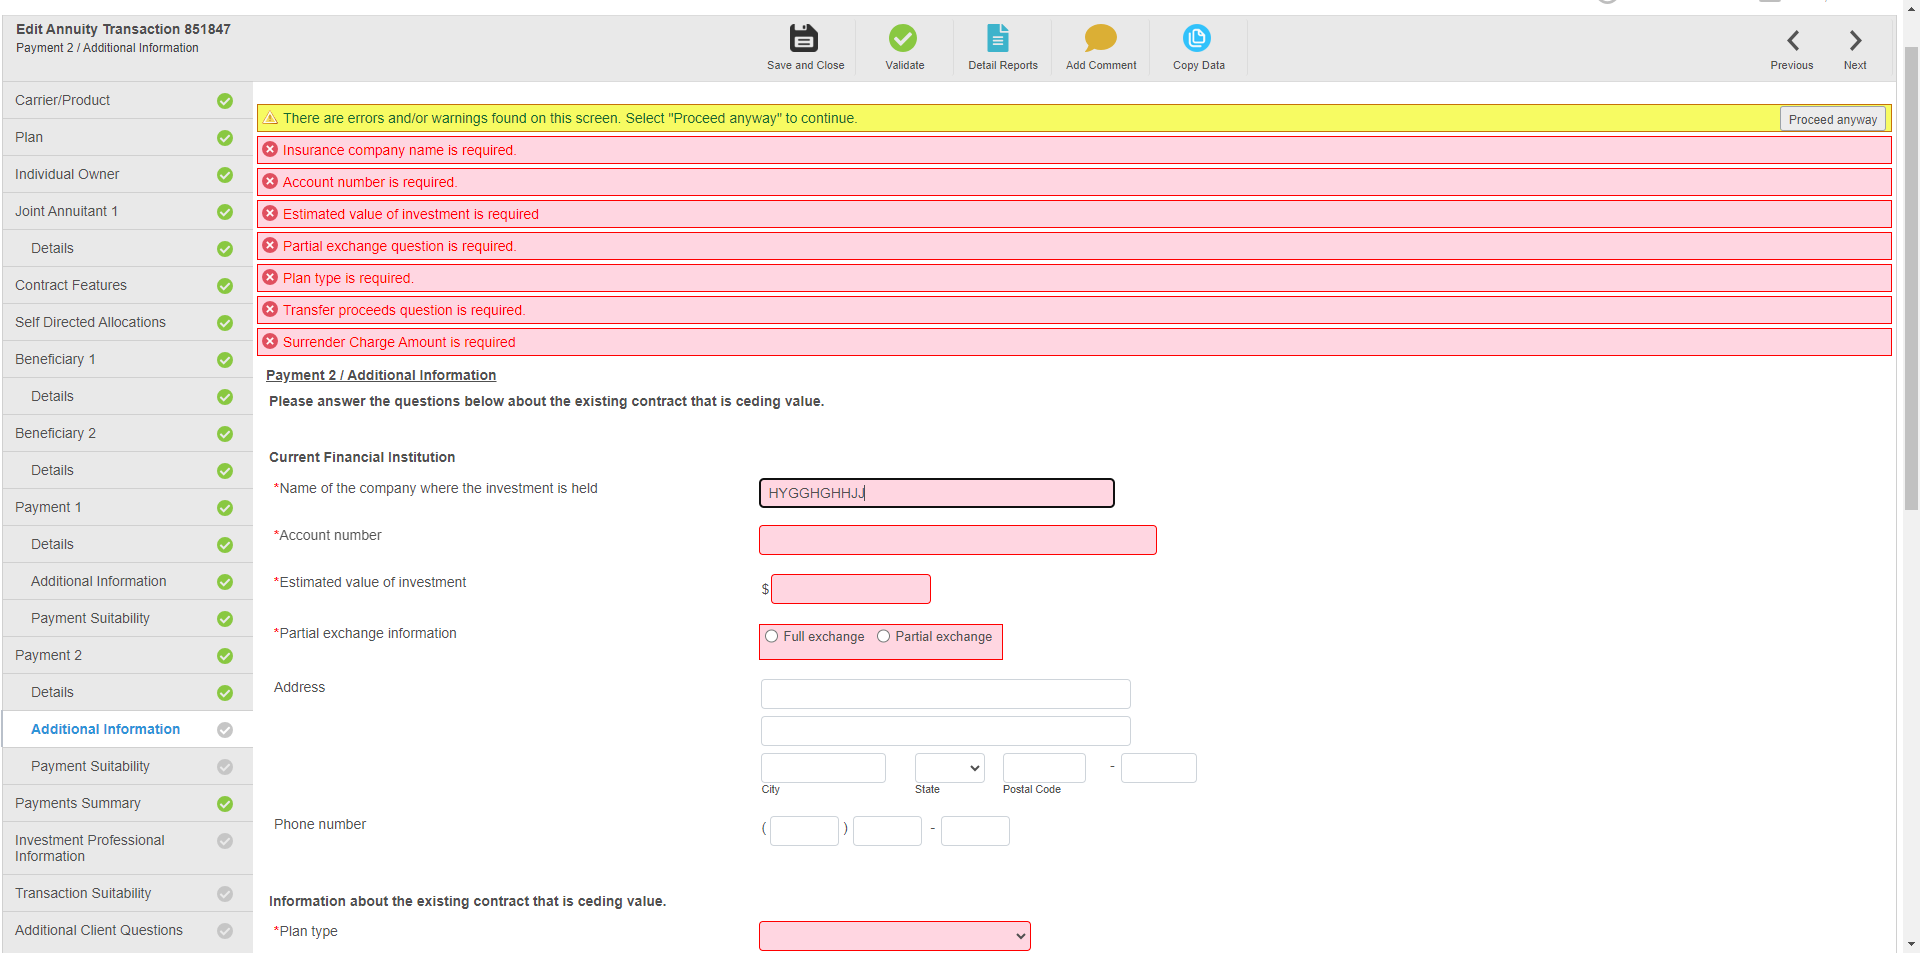 Edit Annuity Transaction 851847
Payment 2 / Additional Information
Save and Close
Validate
Detail Reports
Add Comment
Copy Data
Previous
Next
Carrier/Product
Plan
Individual Owner
Joint Annuitant 1
Details
Contract Features
Self Directed Allocations
Beneficiary 1
Details
Beneficiary 2
Details
Payment 1
Details
Additional Information
Payment Suitability
Payment 2
Details
Additional Information
Payment Suitability
Payments Summary
Investment Professional
Information
Transaction Suitability
Additional Client Questions
There are errors and/or warnings found on this screen. Select "Proceed anyway" to continue.
Proceed anyway
Insurance company name is required.
Account number is required.
Estimated value of investment is required
Partial exchange question is required.
Plan type is required.
Transfer proceeds question is required.
Surrender Charge Amount is required
Payment 2 / Additional Information
Please answer the questions below about the existing contract that is ceding value.
Current Financial Institution
*Name of the company where the investment is held
HYGGHGHHJJ
*Account number
*Estimated value of investment
$
*Partial exchange information
Full exchange
Partial exchange
Address
-
City
State
Postal Code
Phone number
( ) -
Information about the existing contract that is ceding value.
*Plan type